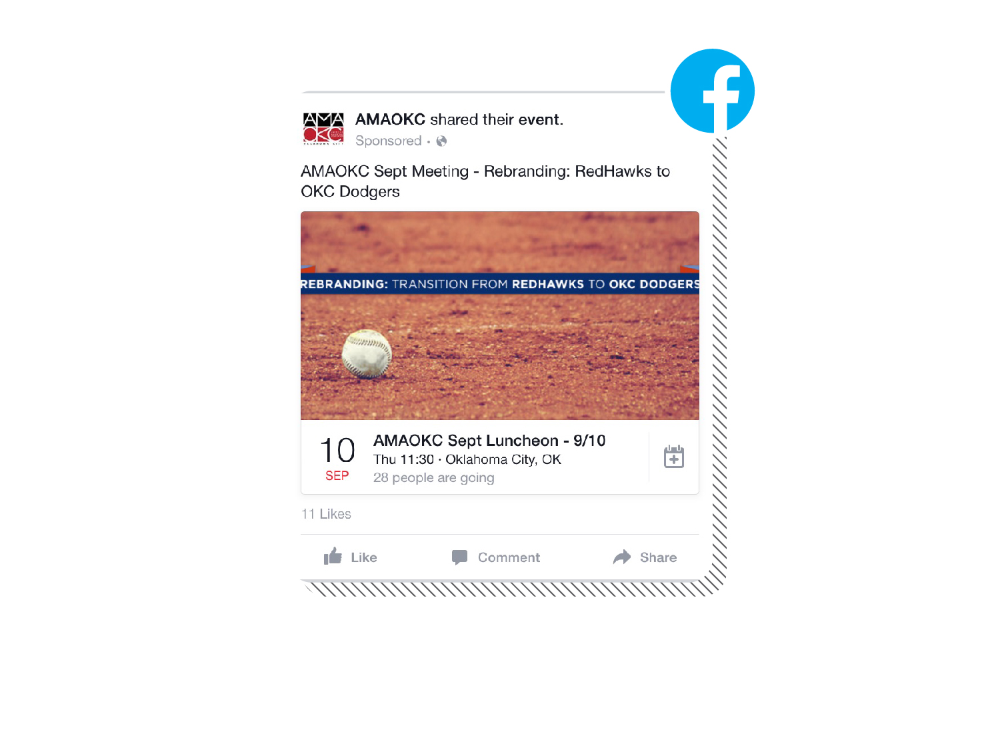 f
AMA
OKC
AMAOKC shared their event.
Sponsored ·
AMAOKC Sept Meeting - Rebranding: RedHawks to
OKC Dodgers
REBRANDING: TRANSITION FROM REDHAWKS TO OKC DODGERS
10
SEP
AMAOKC Sept Luncheon - 9/10
Thu 11:30 · Oklahoma City, OK
28 people are going
11 Likes
Like
Comment
Share